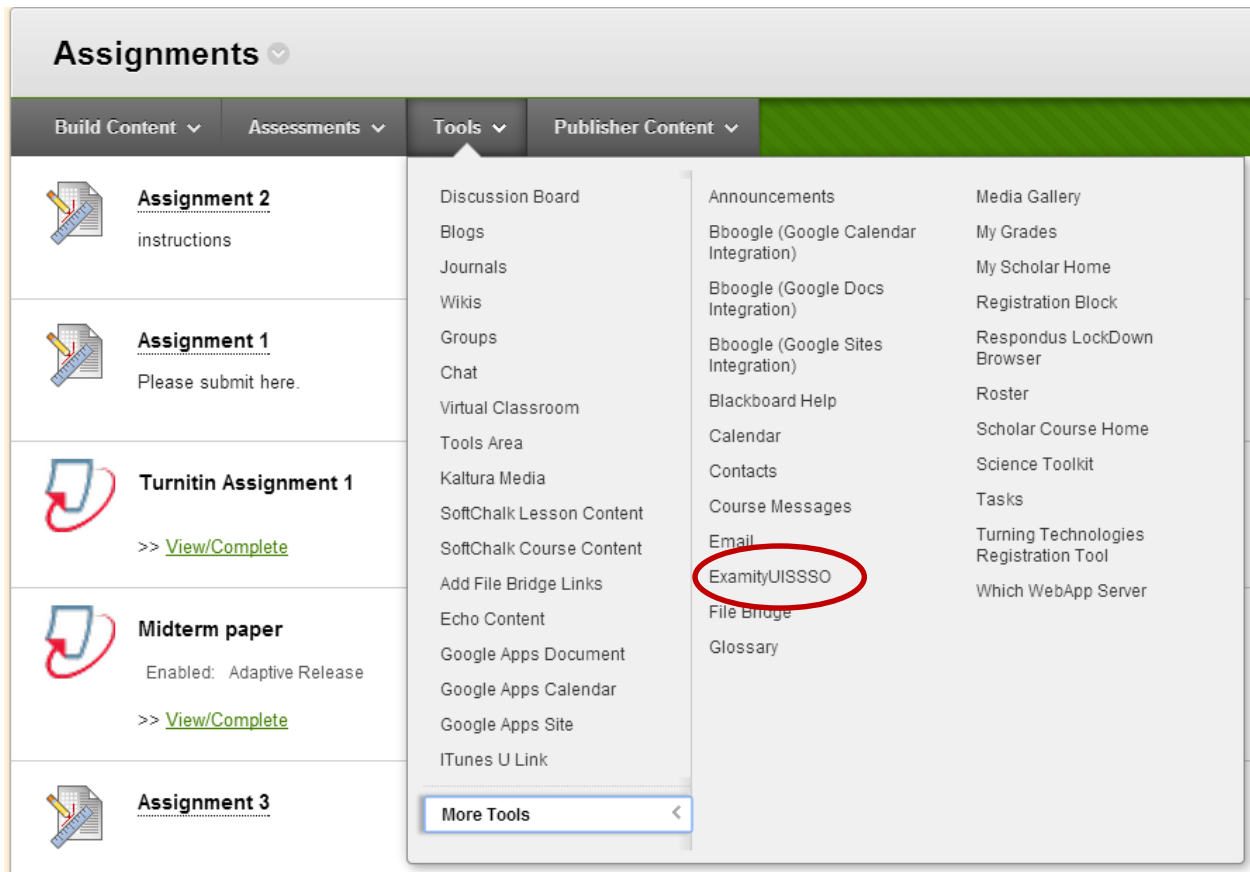 Assignments
Build Content
Assessments
Tools
Publisher Content
Assignment 2
instructions
Assignment 1
Please submit here.
Turnitin Assignment 1
>> View/Complete
Midterm paper
Enabled: Adaptive Release
>> View/Complete
Assignment 3
Discussion Board
Blogs
Journals
Wikis
Groups
Chat
Virtual Classroom
Tools Area
Kaltura Media
SoftChalk Lesson Content
SoftChalk Course Content
Add File Bridge Links
Echo Content
Google Apps Document
Google Apps Calendar
Google Apps Site
ITunes U Link
More Tools
Announcements
Bboogle (Google Calendar
Integration)
Bboogle (Google Docs
Integration)
Bboogle (Google Sites
Integration)
Blackboard Help
Calendar
Contacts
Course Messages
Email
ExamityUISSSO
File Bridge
Glossary
Media Gallery
My Grades
My Scholar Home
Registration Block
Respondus LockDown
Browser
Roster
Scholar Course Home
Science Toolkit
Tasks
Turning Technologies
Registration Tool
Which WebApp Server